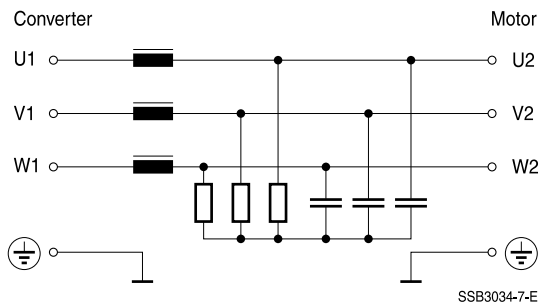 Converter Motor
U1 U2
V1 V2
W1 W2
SSB3034-7-E